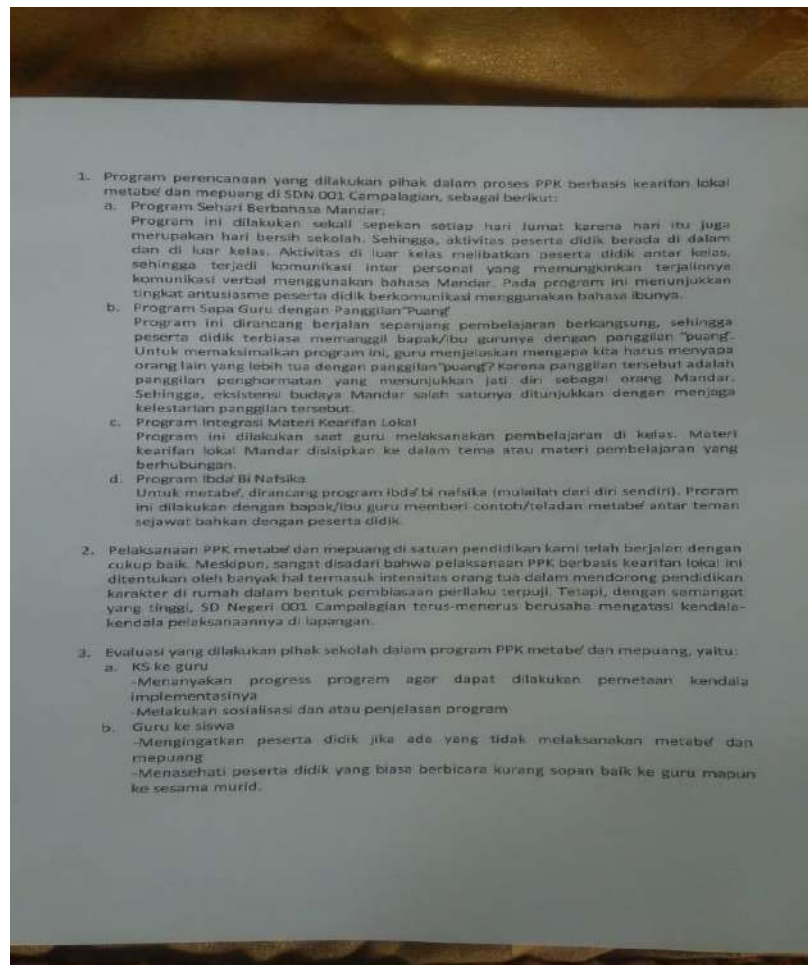 1. Program perencanaan yang dilakukan pihak dalam proses PPK berbasis kearifan lokal
metabe' dan mepuang di SDN 001 Campalagian, sebagai berikut:
a. Program Sehari Berbahasa Mandar.
Program ini dilakukan sekali sepekan setiap hari Jumat karena hari itu juga
merupakan hari bersih sekolah. Sehingga, aktivitas peserta didik berada di dalam
dan di luar kelas. Aktivitas di luar kelas melibatkan peserta didik antar kelas,
sehingga terjadi komunikasi inter personal yang memungkinkan terjalinnya
komunikasi verbal menggunakan bahasa Mandar. Pada program ini menunjukkan
tingkat antusiasme peserta didik berkomunikasi menggunakan bahasa ibunya.
b. Program Sapa Guru dengan Panggilan "Puang"
Program ini dirancang berjalan sepanjang pembelajaran berkangsung, sehingga
peserta didik terbiasa memanggil bapak/ibu gurunya dengan panggilan "puang".
Untuk memaksimalkan program ini, guru menjelaskan mengapa kita harus menyapa
orang lain yang lebih tua dengan panggilan "puang"? Karena panggilan tersebut adalah
panggilan penghormatan yang menunjukkan jati diri sebagai orang Mandar.
Sehingga, eksistensi budaya Mandar salah satunya ditunjukkan dengan menjaga
kelestarian panggilan tersebut.
c. Program Integrasi Materi Kearifan Lokal
Program ini dilakukan saat guru melaksanakan pembelajaran di kelas. Materi
kearifan lokal Mandar disisipkan ke dalam tema atau materi pembelajaran yang
berhubungan.
d. Program Ibda' Bi Nafsika
Untuk metabe', dirancang program ibda' bi nafsika (mulailah dari diri sendiri). Proram
ini dilakukan dengan bapak/ibu guru memberi contoh/teladan metabe' antar teman
sejawat bahkan dengan peserta didik.
2. Pelaksanaan PPK metabe' dan mepuang di satuan pendidikan kami telah berjalan dengan
cukup baik. Meskipun, sangat disadari bahwa pelaksanaan PPK berbasis kearifan lokal ini
ditentukan oleh banyak hal termasuk intensitas orang tua dalam mendorong pendidikan
karakter di rumah dalam bentuk pembiasaan perilaku terpuji. Tetapi, dengan semangat
yang tinggi, SD Negeri 001 Campalagian terus-menerus berusaha mengatasi kendala-
kendala pelaksanaannya di lapangan.
3. Evaluasi yang dilakukan pihak sekolah dalam program PPK metabe' dan mepuang, yaitu:
a. KS ke guru
-Menanyakan progress program agar dapat dilakukan pemetaan kendala
implementasinya
-Melakukan sosialisasi dan atau penjelasan program
b. Guru ke siswa
-Mengingatkan peserta didik jika ada yang tidak melaksanakan metabe' dan
mepuang
-Menasehati peserta didik yang biasa berbicara kurang sopan baik ke guru mapun
ke sesama murid.